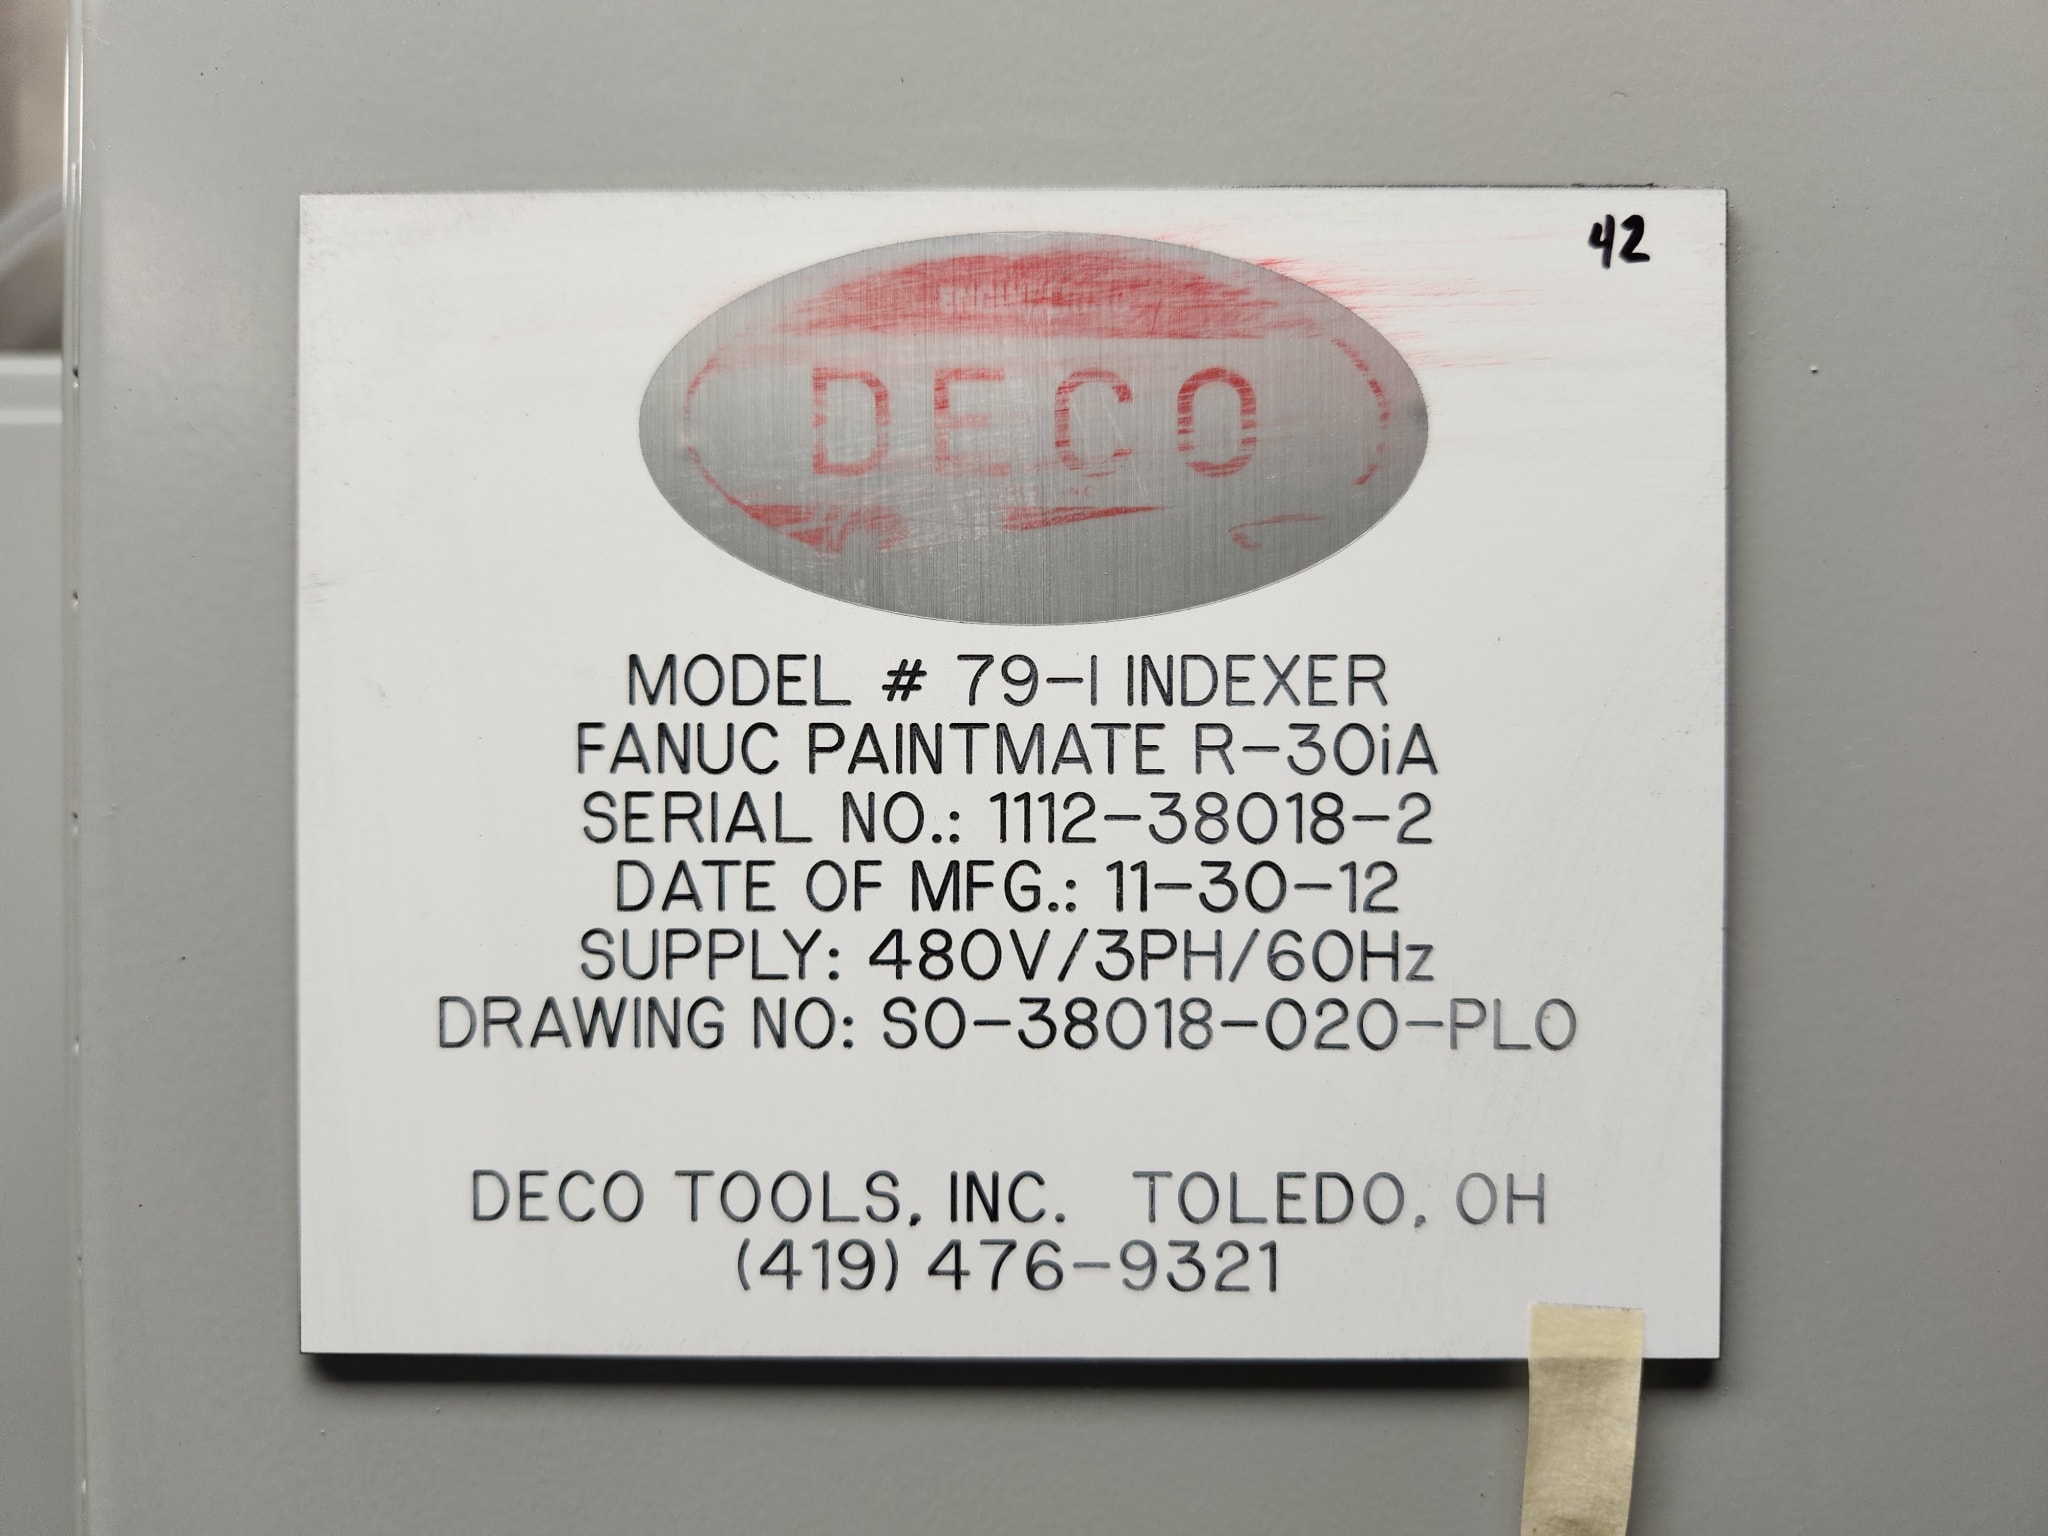 42
DECO
MODEL # 79-I INDEXER
FANUC PAINTMATE R-30iA
SERIAL NO.: 1112-38018-2
DATE OF MFG.: 11-30-12
SUPPLY: 480V/3PH/60Hz
DRAWING NO: SO-38018-020-PLO
DECO TOOLS, INC. TOLEDO, OH
(419) 476-9321